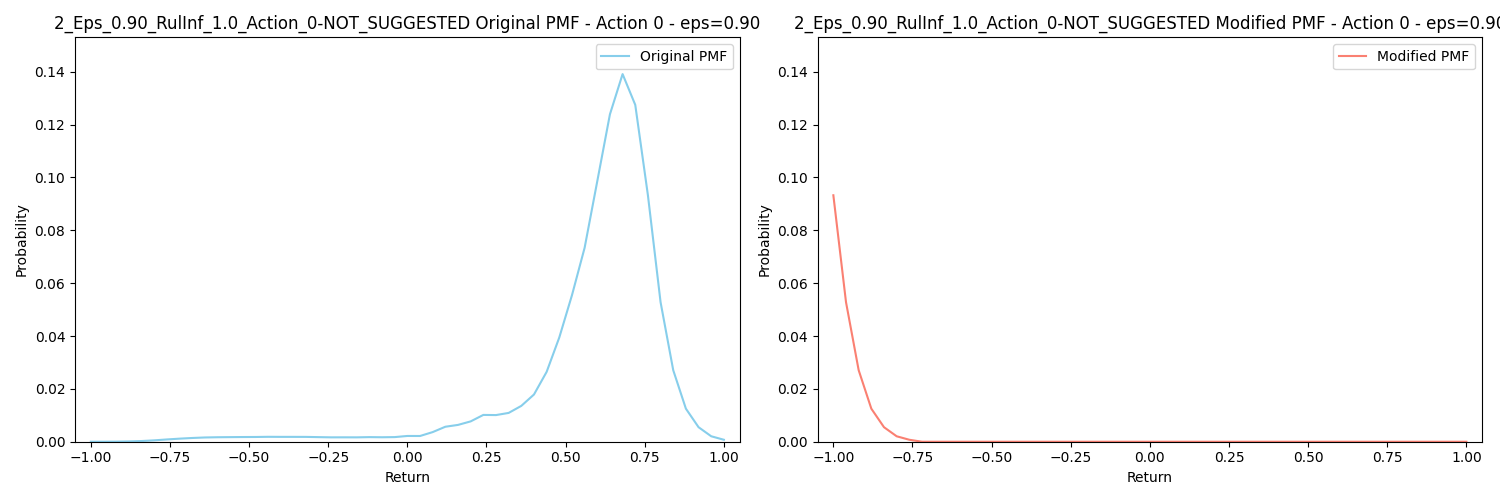 2_Eps_0.90_RulInf_1.0_Action_0-NOT_SUGGESTED Original PMF - Action 0 - eps=0.90
Original PMF
0.14
0.12
0.10
0.08
0.06
0.04
0.02
0.00
Probability
−1.00 −0.75 −0.50 −0.25 0.00 0.25 0.50 0.75 1.00
Return
2_Eps_0.90_RulInf_1.0_Action_0-NOT_SUGGESTED Modified PMF - Action 0 - eps=0.90
Modified PMF
0.14
0.12
0.10
0.08
0.06
0.04
0.02
0.00
Probability
−1.00 −0.75 −0.50 −0.25 0.00 0.25 0.50 0.75 1.00
Return